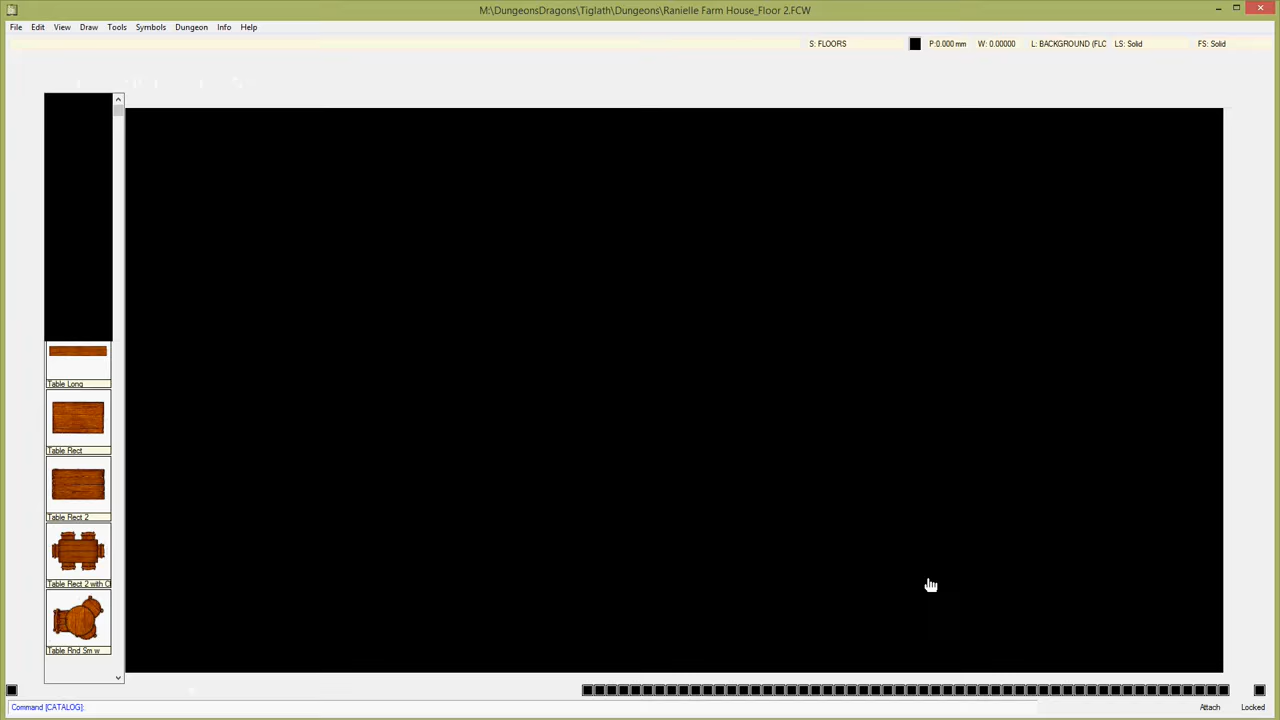 M:\DungeonsDragons\Tiglath\Dungeons\Ranielle Farm House_Floor 2.FCW
File Edit View Draw Tools Symbols Dungeon Info Help
S: FLOORS P:0.000 mm W: 0.00000 L: BACKGROUND (FLC LS: Solid FS: Solid
Table Long
Table Rect
Table Rect 2
Table Rect 2 with Cl
Table Rnd Sm w
Command [CATALOG]: Attach Locked